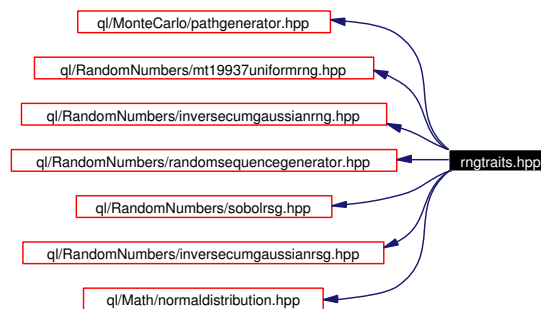 ql/MonteCarlo/pathgenerator.hpp
ql/RandomNumbers/mt19937uniformrng.hpp
ql/RandomNumbers/inversecumgaussianrng.hpp
ql/RandomNumbers/randomsequencegenerator.hpp
rngtraits.hpp
ql/RandomNumbers/sobolrsg.hpp
ql/RandomNumbers/inversecumgaussianrsg.hpp
ql/Math/normaldistribution.hpp